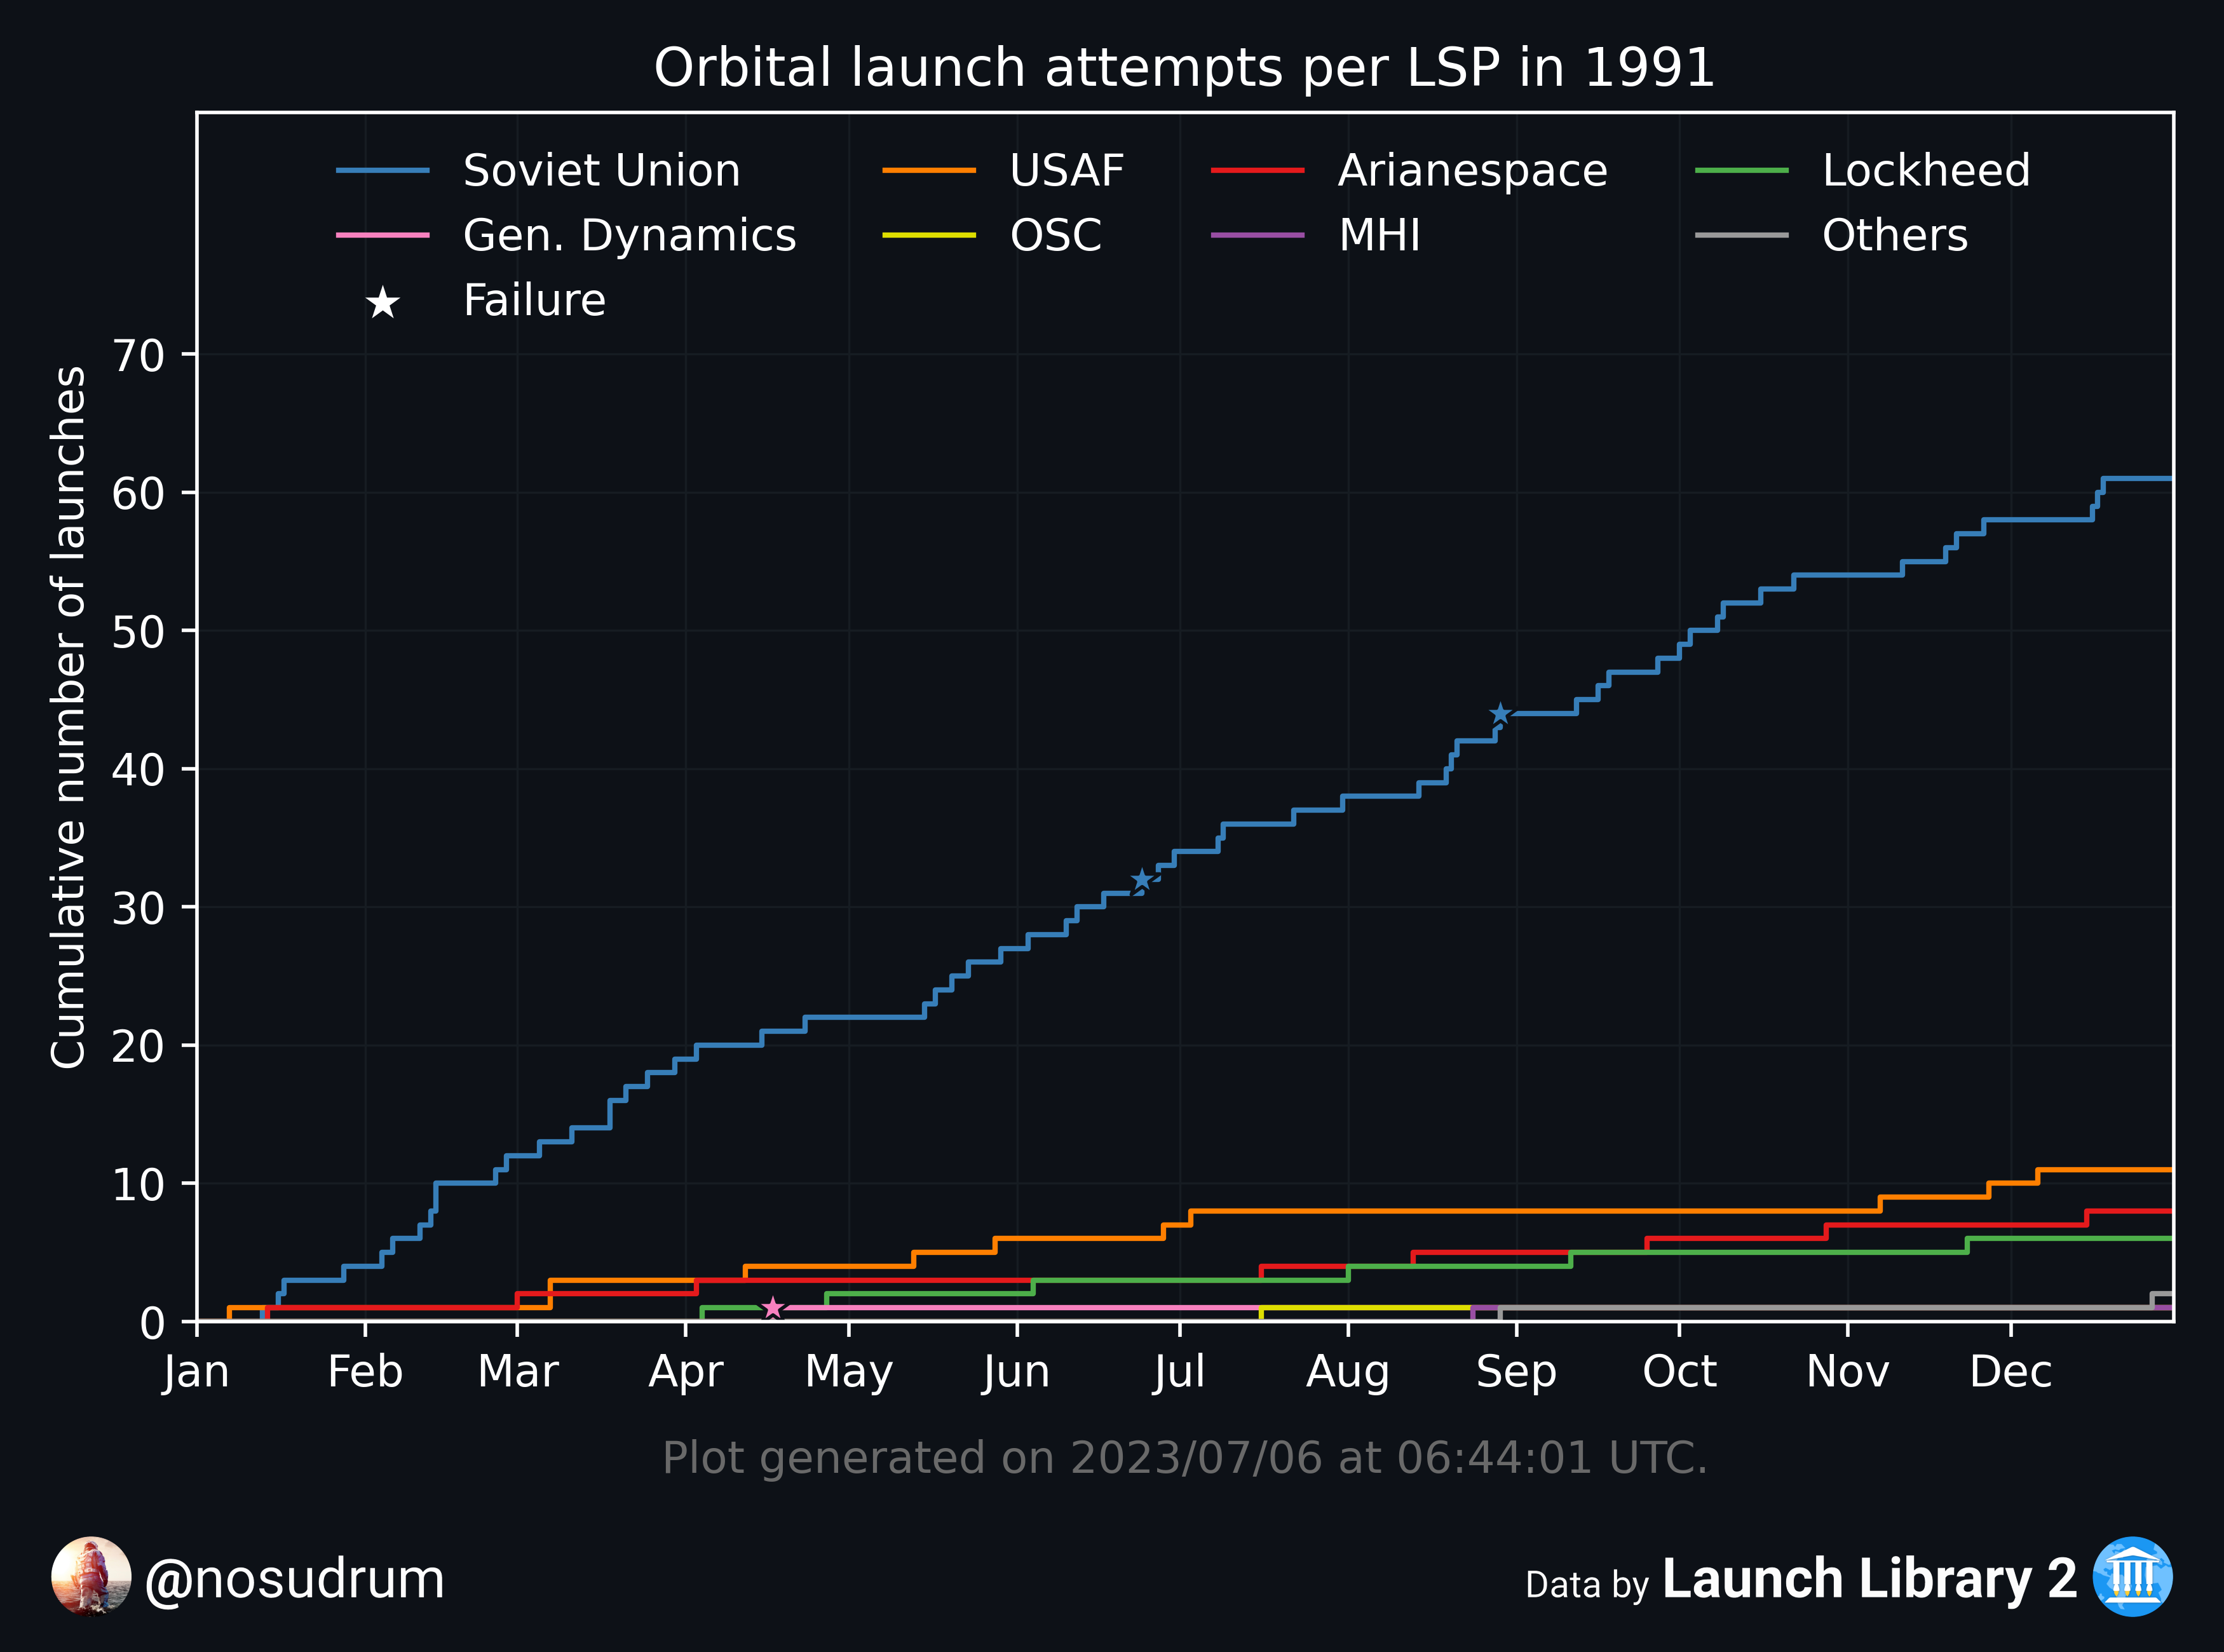 Orbital launch attempts per LSP in 1991
Soviet Union USAF Arianespace Lockheed
Gen. Dynamics OSC MHI Others
Failure
Cumulative number of launches
70
60
50
40
30
20
10
0
Jan Feb Mar Apr May Jun Jul Aug Sep Oct Nov Dec
Plot generated on 2023/07/06 at 06:44:01 UTC.
@nosudrum
Data by Launch Library 2